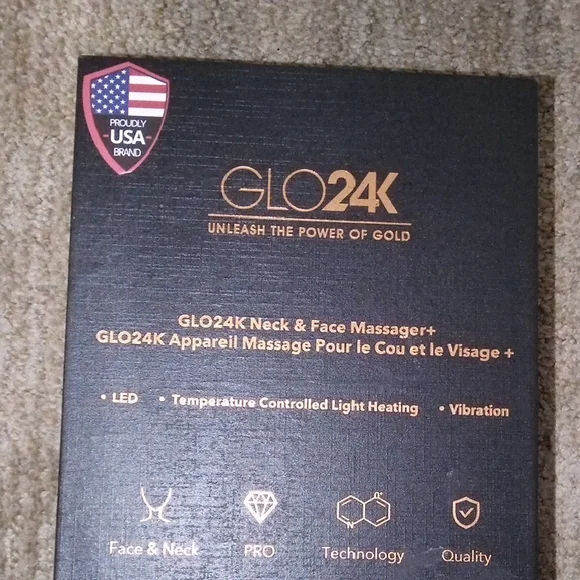 PROUDLY
USA
BRAND
GLO24K
UNLEASH THE POWER OF GOLD
GLO24K Neck & Face Massager+
GLO24K Appareil Massage Pour le Cou et le Visage +
• LED • Temperature Controlled Light Heating • Vibration
N O+
Face & Neck PRO Technology Quality